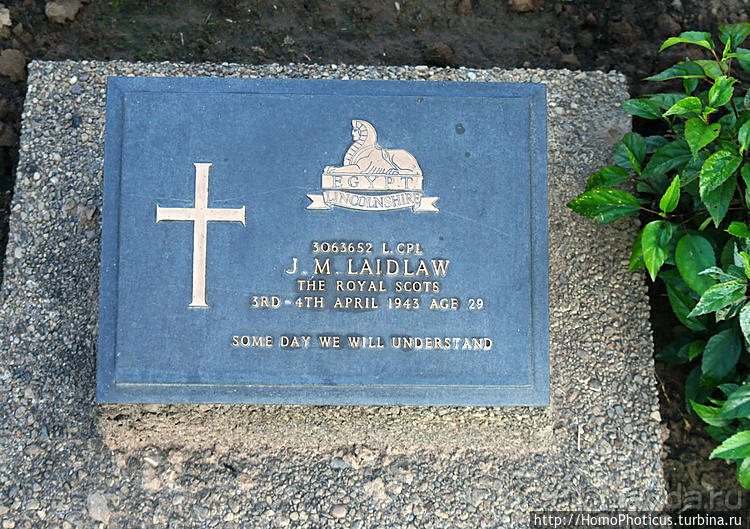 EGYPT
LINCOLNSHIRE
3063652 L.CPL
J. M. LAIDLAW
THE ROYAL SCOTS
3RD-4TH APRIL 1943 AGE 29
SOME DAY WE WILL UNDERSTAND
http://HomoPhoticus.turbina.ru